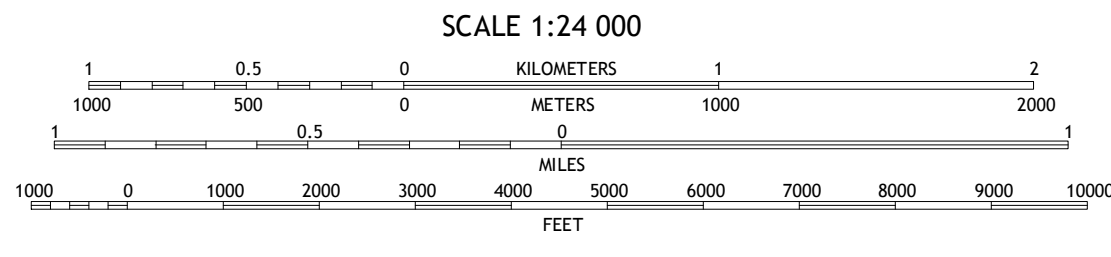 SCALE 1:24 000
1 0.5 0 KILOMETERS 1 2
1000 500 0 METERS 1000 2000
1 0.5 0 1
MILES
1000 0 1000 2000 3000 4000 5000 6000 7000 8000 9000 10000
FEET